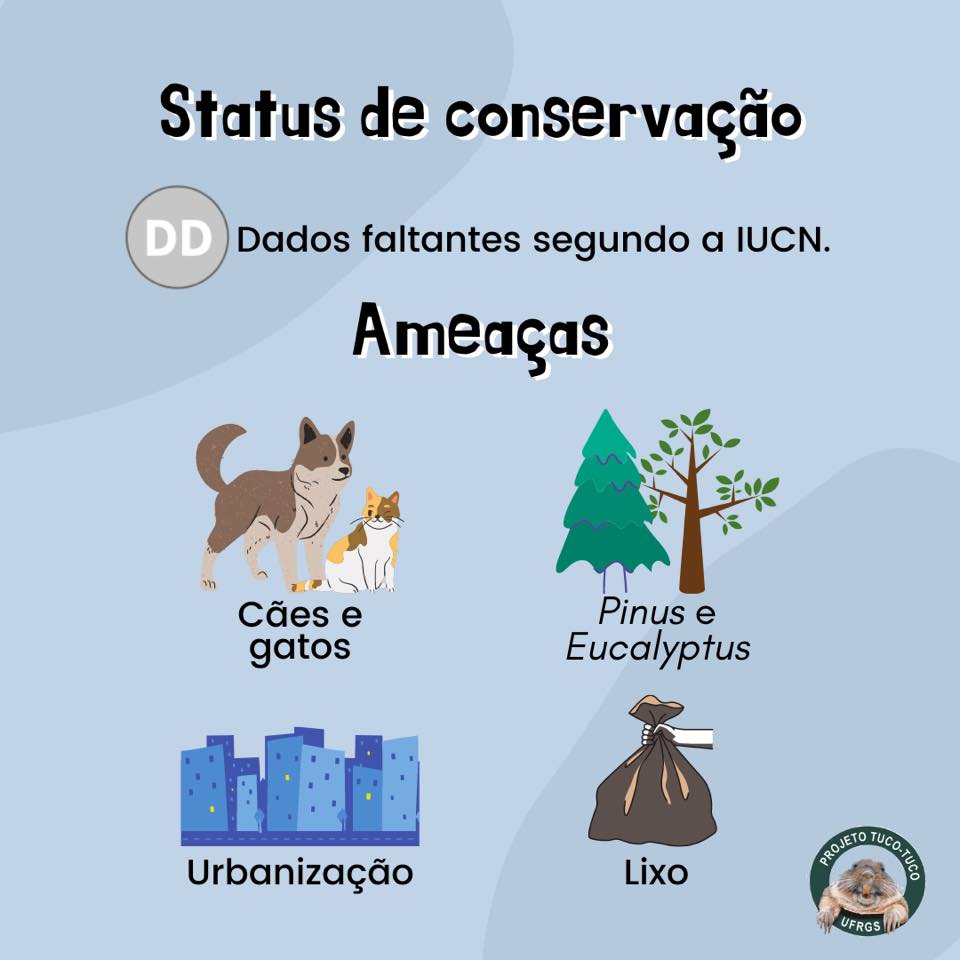 Status de conservação
DD
Dados faltantes segundo a IUCN.
Ameaças
Cães e
gatos
Pinus e
Eucalyptus
Urbanização
Lixo
PROJETO TUCO-TUCO
UFRGS